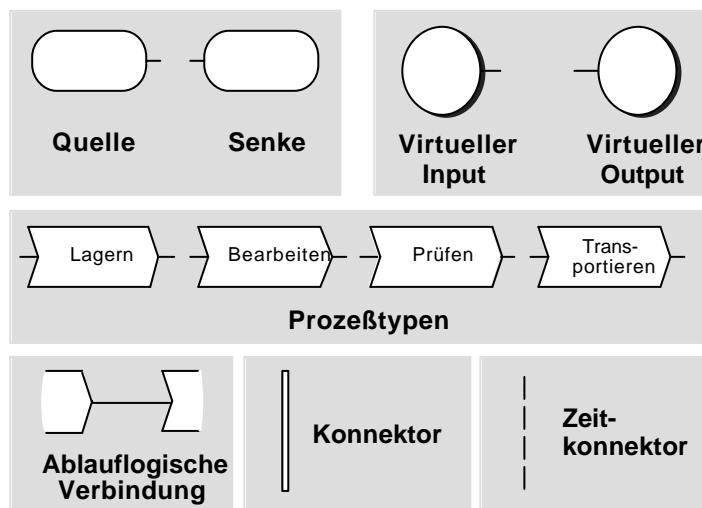 Quelle
Senke
Virtueller
Input
Virtueller
Output
Lagern
Bearbeiten
Prüfen
Trans-
portieren
Prozeßtypen
Ablauflogische
Verbindung
Konnektor
Zeit-
konnektor